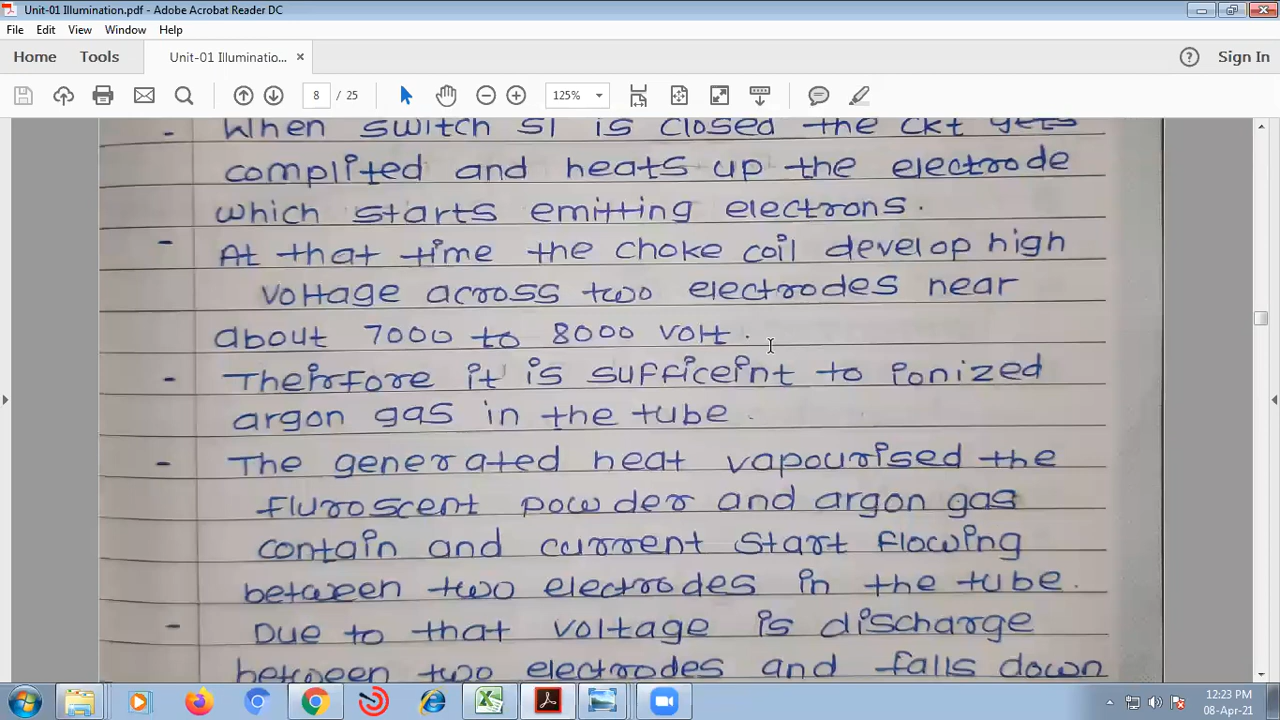 Unit-01 Illumination.pdf - Adobe Acrobat Reader DC
File Edit View Window Help
Home Tools Unit-01 Illuminatio... × Sign In
8 / 25 125%
- When switch S1 is closed the ckt gets
complited and heats up the electrode
which starts emitting electrons.
- At that time the choke coil develop high
voltage across two electrodes near
about 7000 to 8000 volt.
- Theirfore it is sufficeint to ionized
argon gas in the tube.
- The generated heat vapourised the
fluroscent powder and argon gas
contain and current start flowing
between two electrodes in the tube.
- Due to that voltage is discharge
between two electrodes and falls down
12:23 PM
08-Apr-21